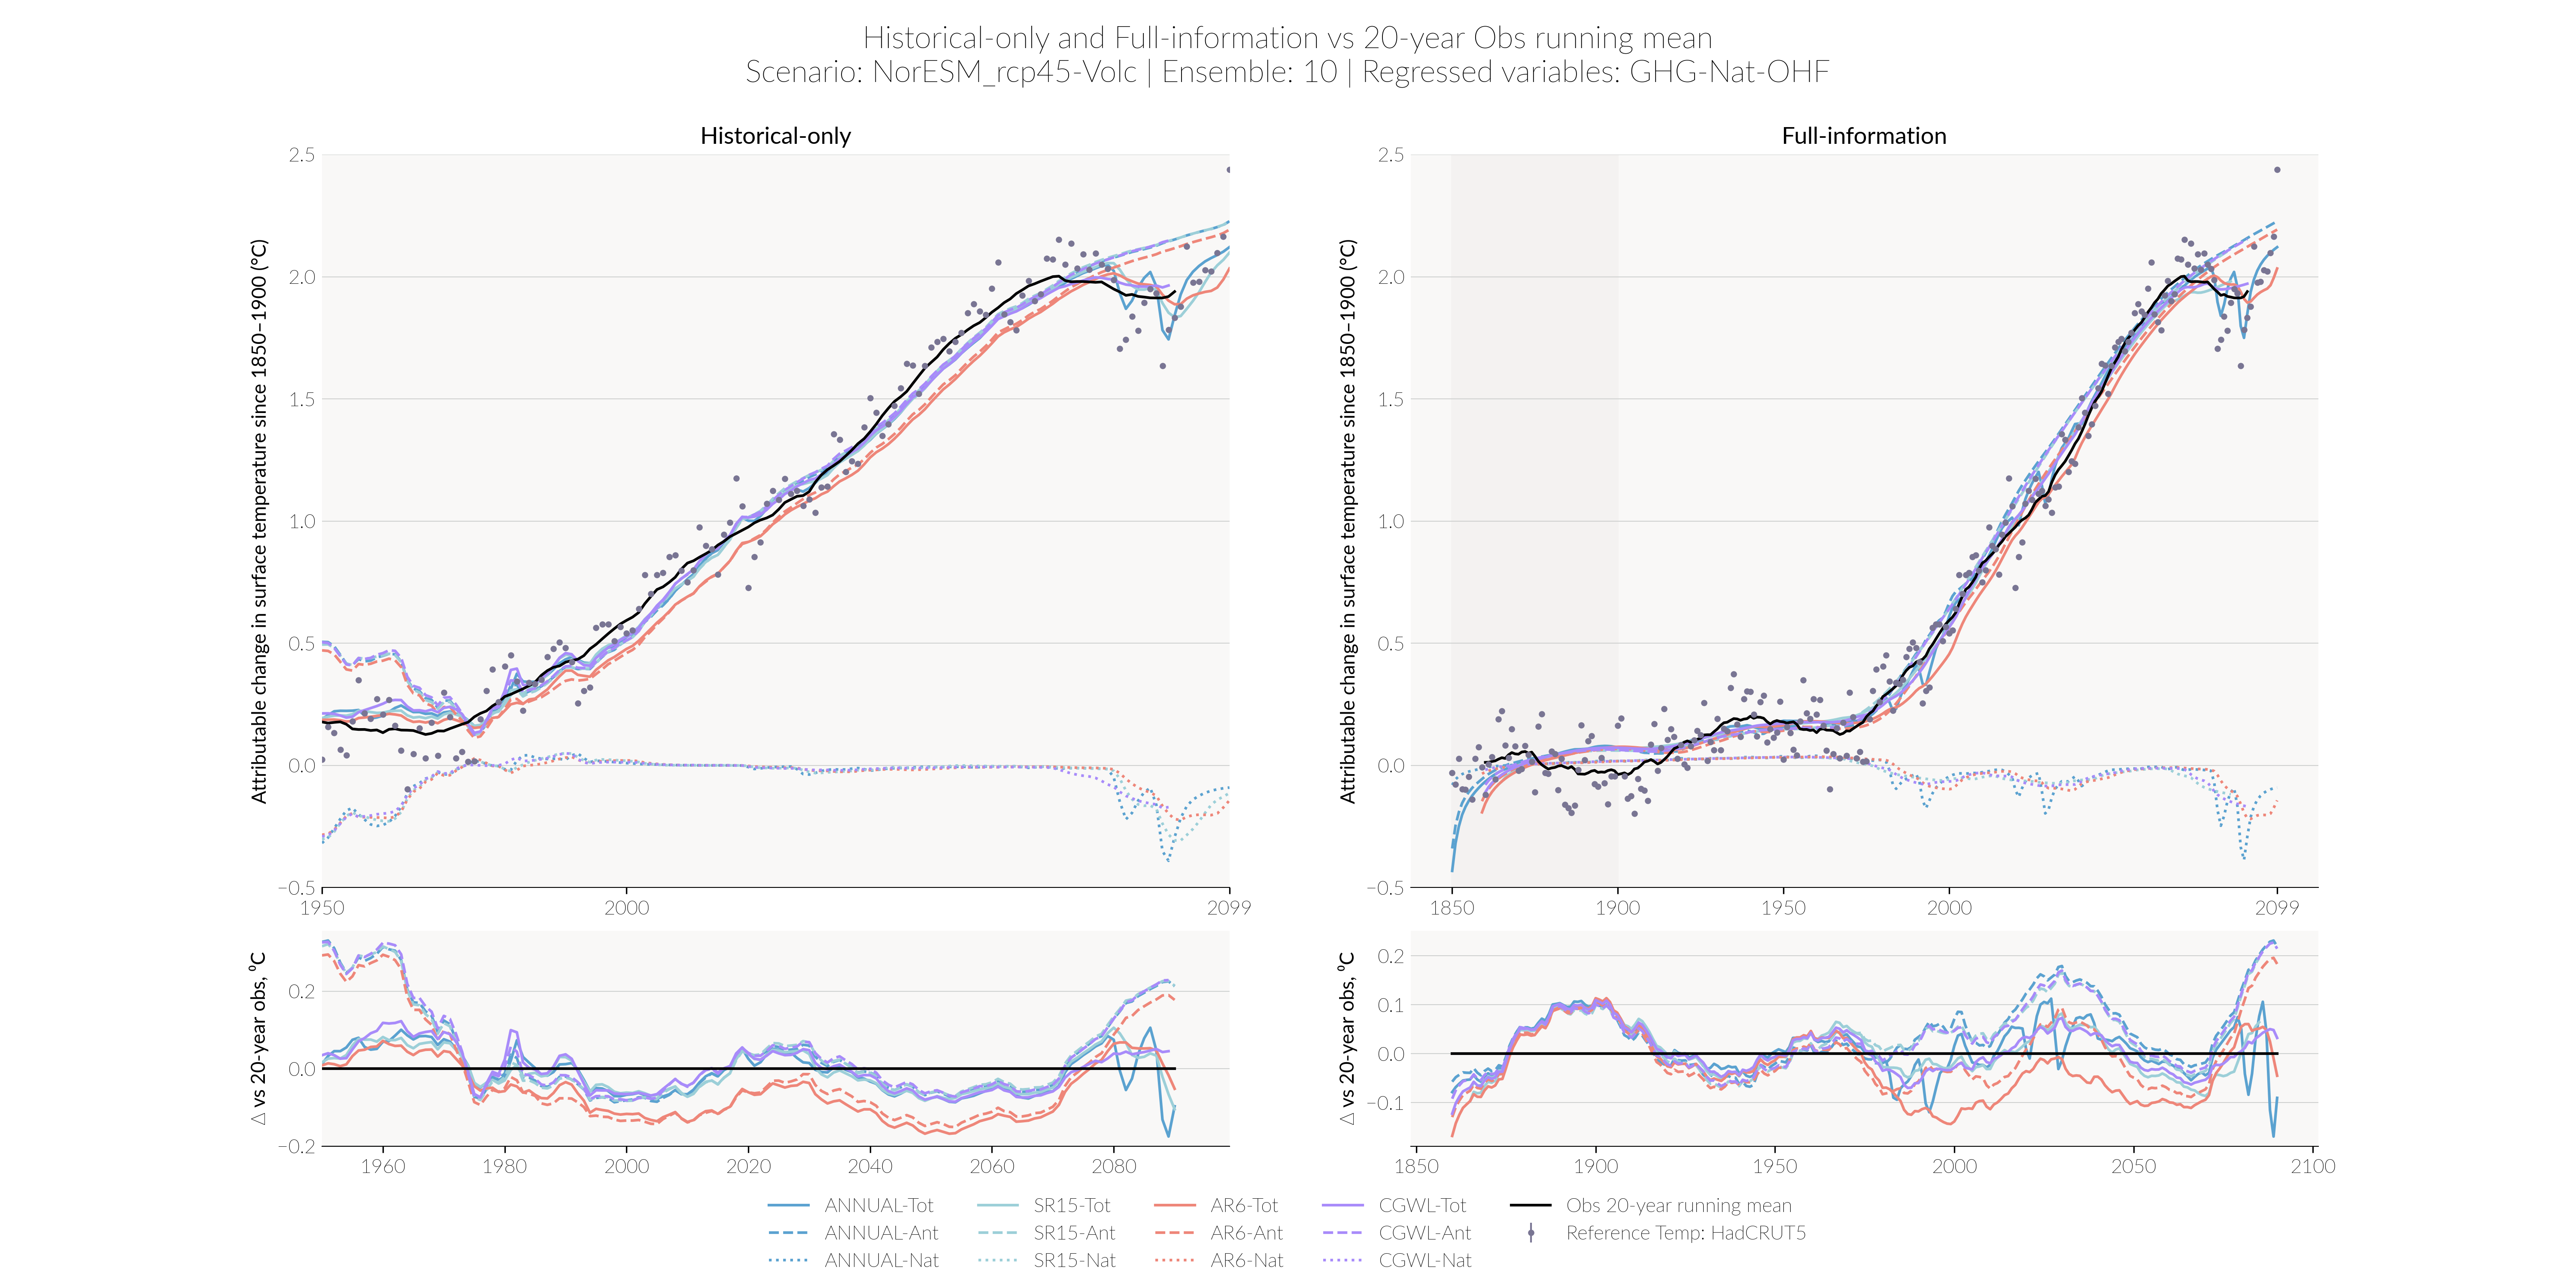 Historical-only and Full-information vs 20-year Obs running mean
Scenario: NorESM_rcp45-Volc | Ensemble: 10 | Regressed variables: GHG-Nat-OHF
Historical-only
Attributable change in surface temperature since 1850–1900 (°C)
2.5
2.0
1.5
1.0
0.5
0.0
−0.5
1950
2000
2099
Full-information
Attributable change in surface temperature since 1850–1900 (°C)
2.5
2.0
1.5
1.0
0.5
0.0
−0.5
1850
1900
1950
2000
2099
△ vs 20-year obs, ⁰C
0.2
0.0
−0.2
1960
1980
2000
2020
2040
2060
2080
△ vs 20-year obs, ⁰C
0.2
0.1
0.0
−0.1
1850
1900
1950
2000
2050
2100
ANNUAL-Tot
ANNUAL-Ant
ANNUAL-Nat
SR15-Tot
SR15-Ant
SR15-Nat
AR6-Tot
AR6-Ant
AR6-Nat
CGWL-Tot
CGWL-Ant
CGWL-Nat
Obs 20-year running mean
Reference Temp: HadCRUT5